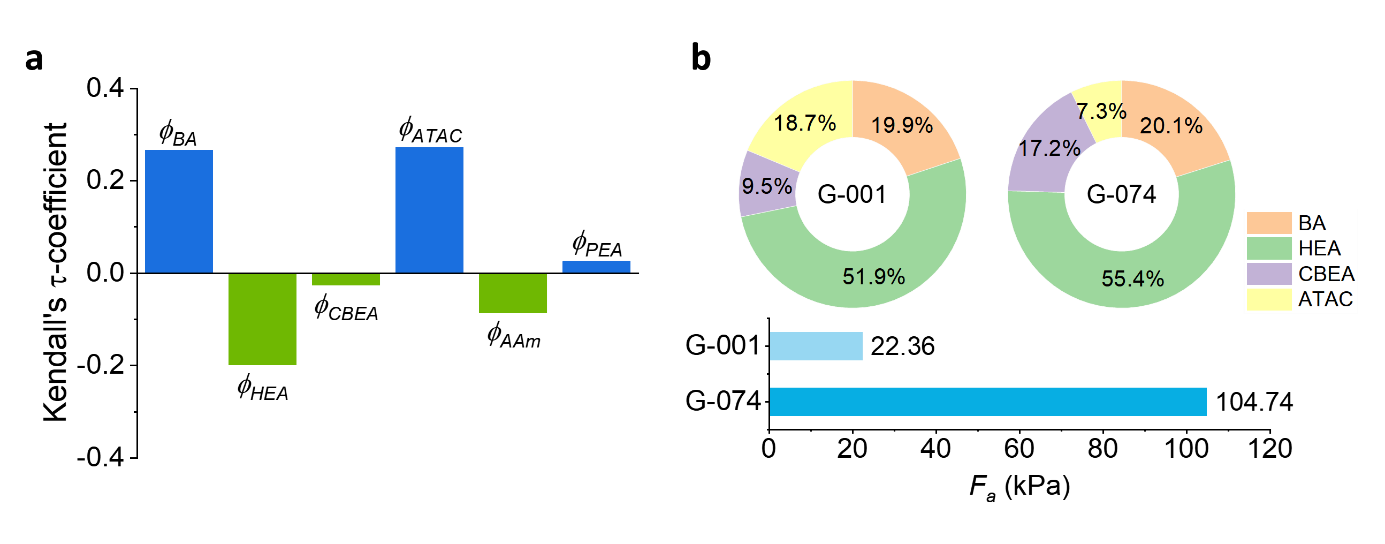 a
Kendall's τ-coefficient
0.4
0.2
0.0
-0.2
-0.4
ϕBA
ϕHEA
ϕCBEA
ϕATAC
ϕAAm
ϕPEA
b
18.7%
19.9%
9.5%
G-001
51.9%
7.3%
20.1%
17.2%
G-074
55.4%
BA
HEA
CBEA
ATAC
G-001
22.36
G-074
104.74
0 20 40 60 80 100 120
Fa (kPa)